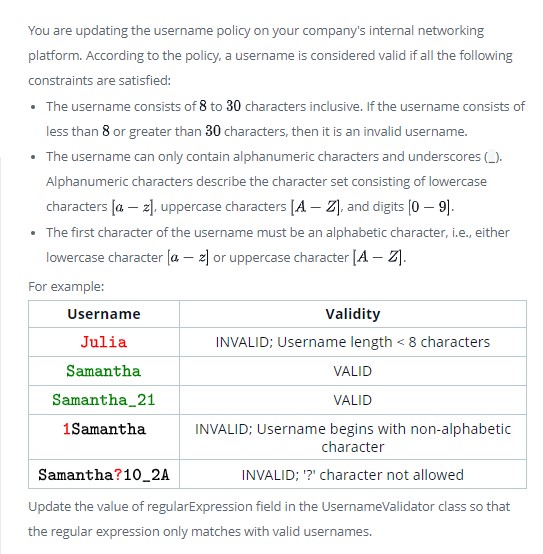 You are updating the username policy on your company's internal networking
platform. According to the policy, a username is considered valid if all the following
constraints are satisfied:
• The username consists of 8 to 30 characters inclusive. If the username consists of
less than 8 or greater than 30 characters, then it is an invalid username.
• The username can only contain alphanumeric characters and underscores (_).
Alphanumeric characters describe the character set consisting of lowercase
characters [a − z], uppercase characters [A − Z], and digits [0 − 9].
• The first character of the username must be an alphabetic character, i.e., either
lowercase character [a − z] or uppercase character [A − Z].
For example:
Username Validity
Julia INVALID; Username length < 8 characters
Samantha VALID
Samantha_21 VALID
1Samantha INVALID; Username begins with non-alphabetic
character
Samantha?10_2A INVALID; '?' character not allowed
Update the value of regularExpression field in the UsernameValidator class so that
the regular expression only matches with valid usernames.